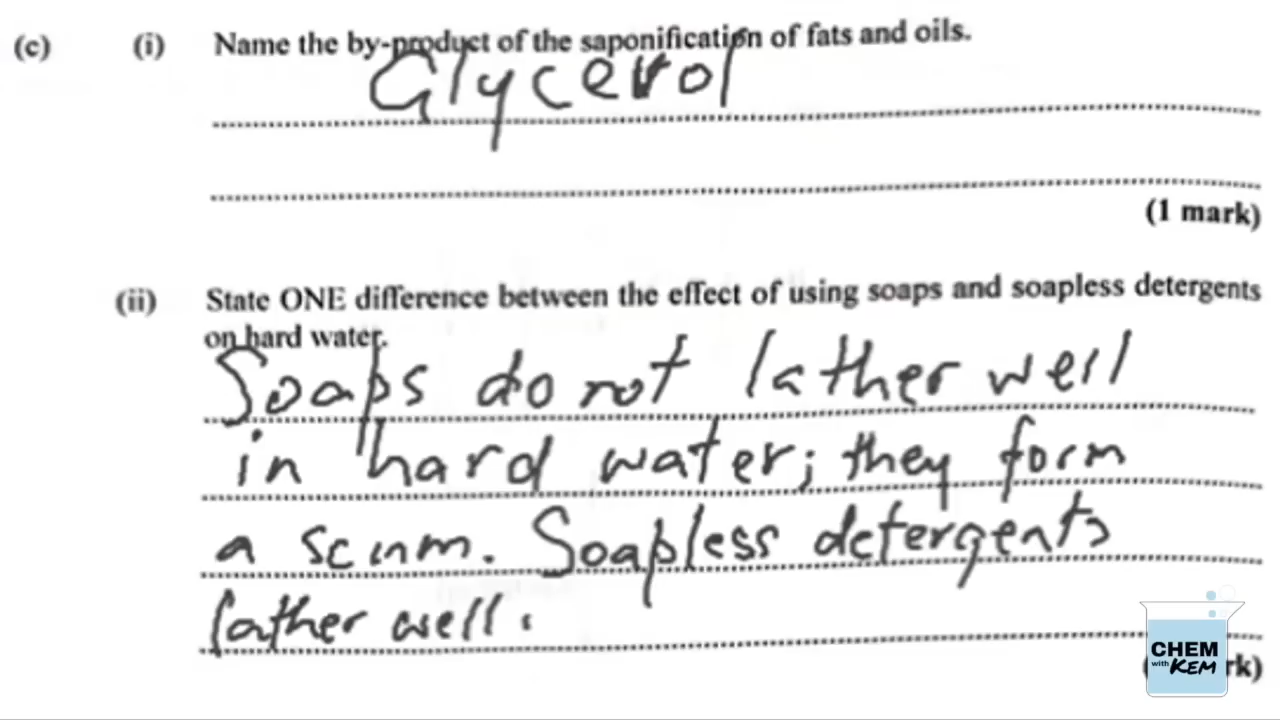 (c) (i) Name the by-product of the saponification of fats and oils.
Glycerol
(1 mark)
(ii) State ONE difference between the effect of using soaps and soapless detergents
on hard water.
Soaps do not lather well
in hard water; they form
a scum. Soapless detergents
lather well.
CHEM
with KEM